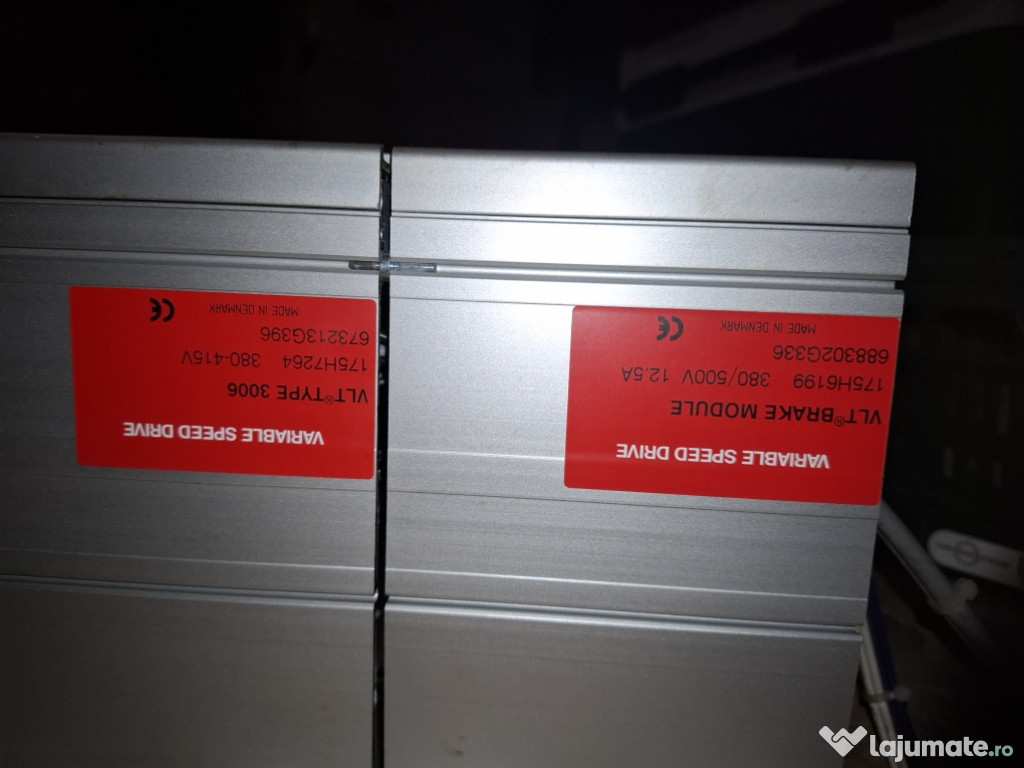 VARIABLE SPEED DRIVE
VLT® BRAKE MODULE
175H6199 380/500V 12.5A
688302G336
MADE IN DENMARK
CE
VARIABLE SPEED DRIVE
VLT® TYPE 3006
175H7264 380-415V
673213G396
MADE IN DENMARK
CE
lajumate.ro